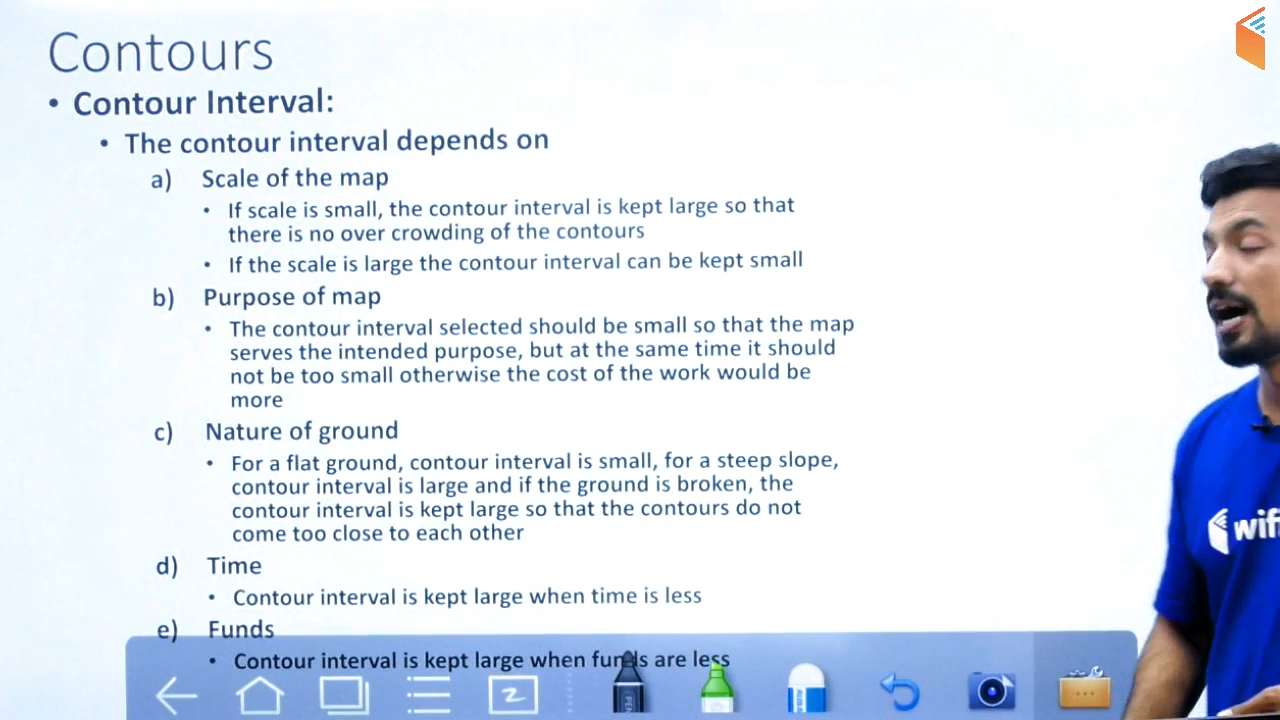 Contours
• Contour Interval:
• The contour interval depends on
a) Scale of the map
• If scale is small, the contour interval is kept large so that
there is no over crowding of the contours
• If the scale is large the contour interval can be kept small
b) Purpose of map
• The contour interval selected should be small so that the map
serves the intended purpose, but at the same time it should
not be too small otherwise the cost of the work would be
more
c) Nature of ground
• For a flat ground, contour interval is small, for a steep slope,
contour interval is large and if the ground is broken, the
contour interval is kept large so that the contours do not
come too close to each other
d) Time
• Contour interval is kept large when time is less
e) Funds
• Contour interval is kept large when funds are less
wifi